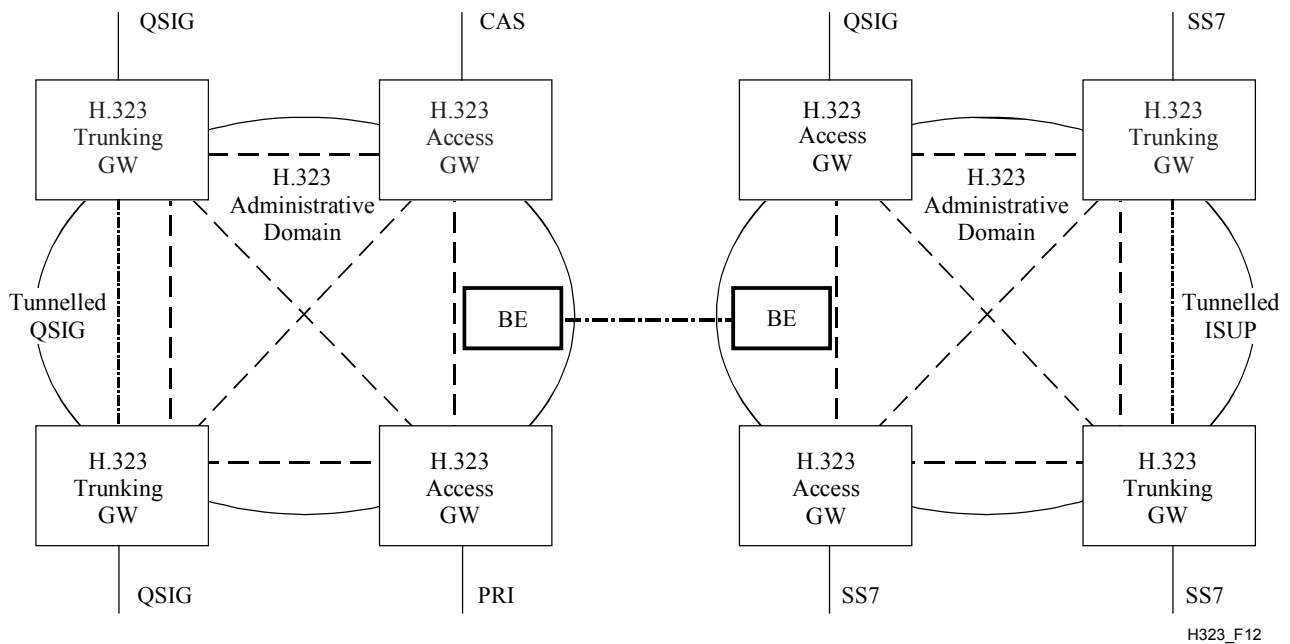 QSIG
CAS
QSIG
SS7
H.323
Trunking
GW
H.323
Access
GW
H.323
Access
GW
H.323
Trunking
GW
H.323
Administrative
Domain
H.323
Administrative
Domain
Tunnelled
QSIG
BE
BE
Tunnelled
ISUP
H.323
Trunking
GW
H.323
Access
GW
H.323
Access
GW
H.323
Trunking
GW
QSIG
PRI
SS7
SS7
H323_F12